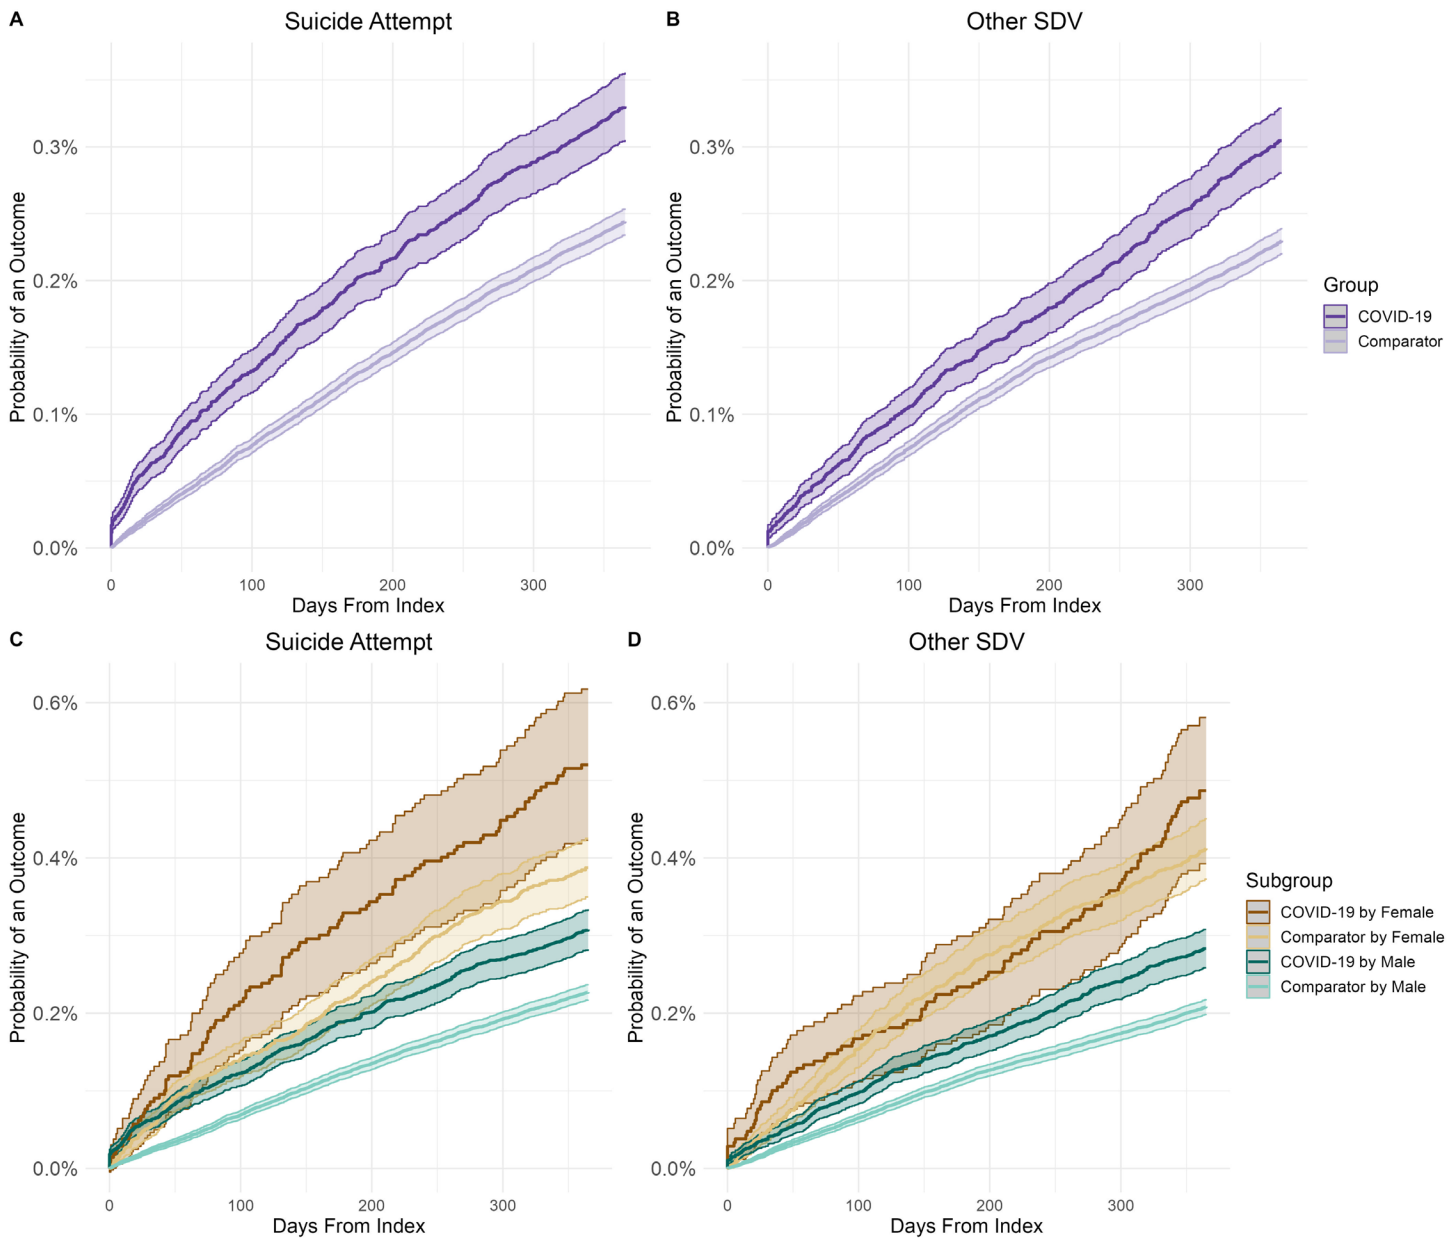 A
Suicide Attempt
Probability of an Outcome
0.3%
0.2%
0.1%
0.0%
0
100
200
300
Days From Index
B
Other SDV
Probability of an Outcome
0.3%
0.2%
0.1%
0.0%
0
100
200
300
Days From Index
Group
COVID-19
Comparator
C
Suicide Attempt
Probability of an Outcome
0.6%
0.4%
0.2%
0.0%
0
100
200
300
Days From Index
D
Other SDV
Probability of an Outcome
0.6%
0.4%
0.2%
0.0%
0
100
200
300
Days From Index
Subgroup
COVID-19 by Female
Comparator by Female
COVID-19 by Male
Comparator by Male